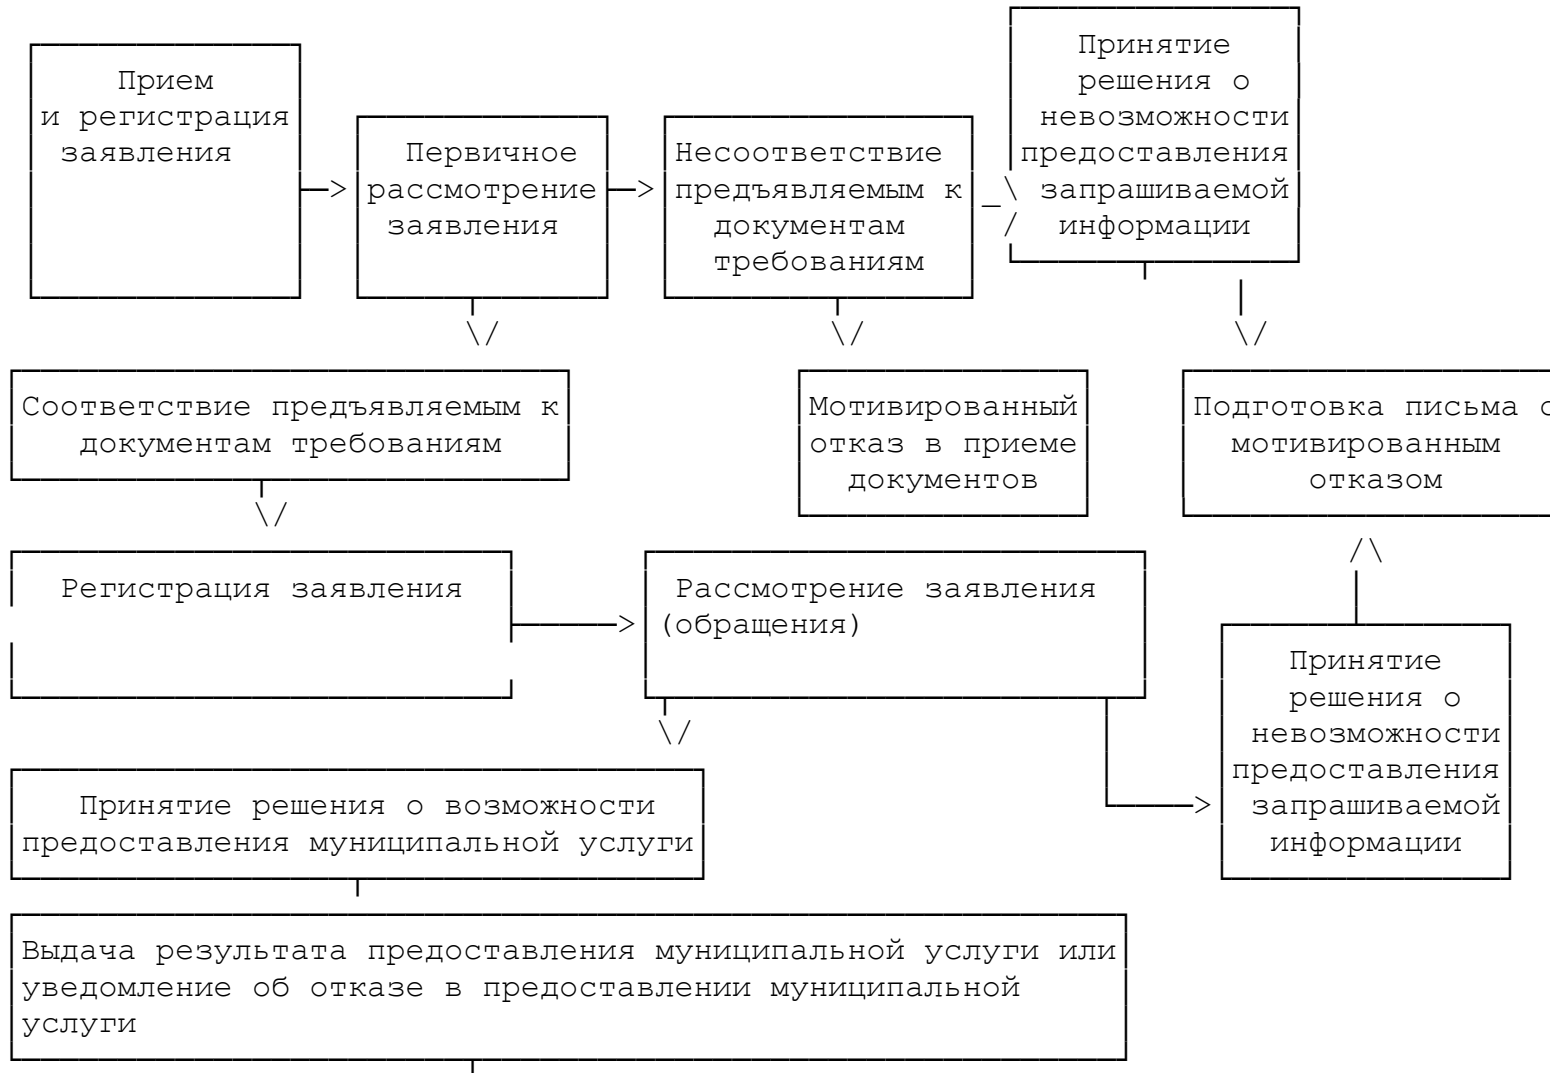 Прием
и регистрация
заявления
Первичное
рассмотрение
заявления
Несоответствие
предъявляемым к
документам
требованиям
Принятие
решения о
невозможности
предоставления
запрашиваемой
информации
Соответствие предъявляемым к
документам требованиям
Мотивированный
отказ в приеме
документов
Подготовка письма с
мотивированным
отказом
Регистрация заявления
Рассмотрение заявления
(обращения)
Принятие
решения о
невозможности
предоставления
запрашиваемой
информации
Принятие решения о возможности
предоставления муниципальной услуги
Выдача результата предоставления муниципальной услуги или
уведомление об отказе в предоставлении муниципальной
услуги